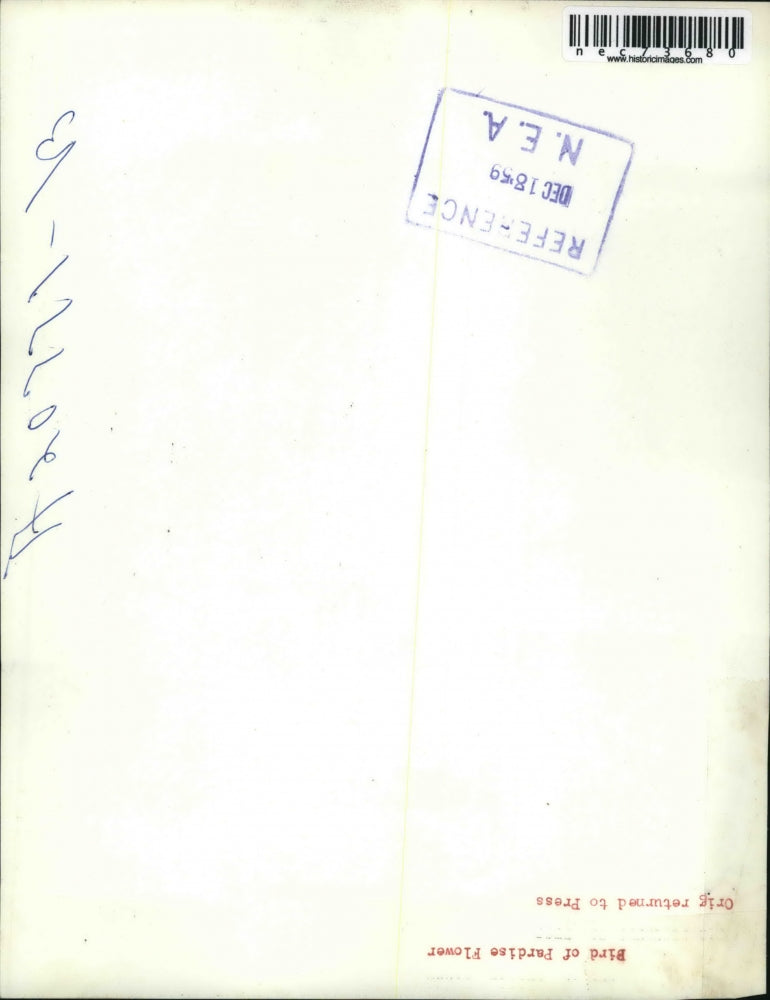 nec73680
www.historicimages.com
REFERENCE
DEC 18 '59
N.E.A.
Bird of Pardise Flower
Orig returned to Press